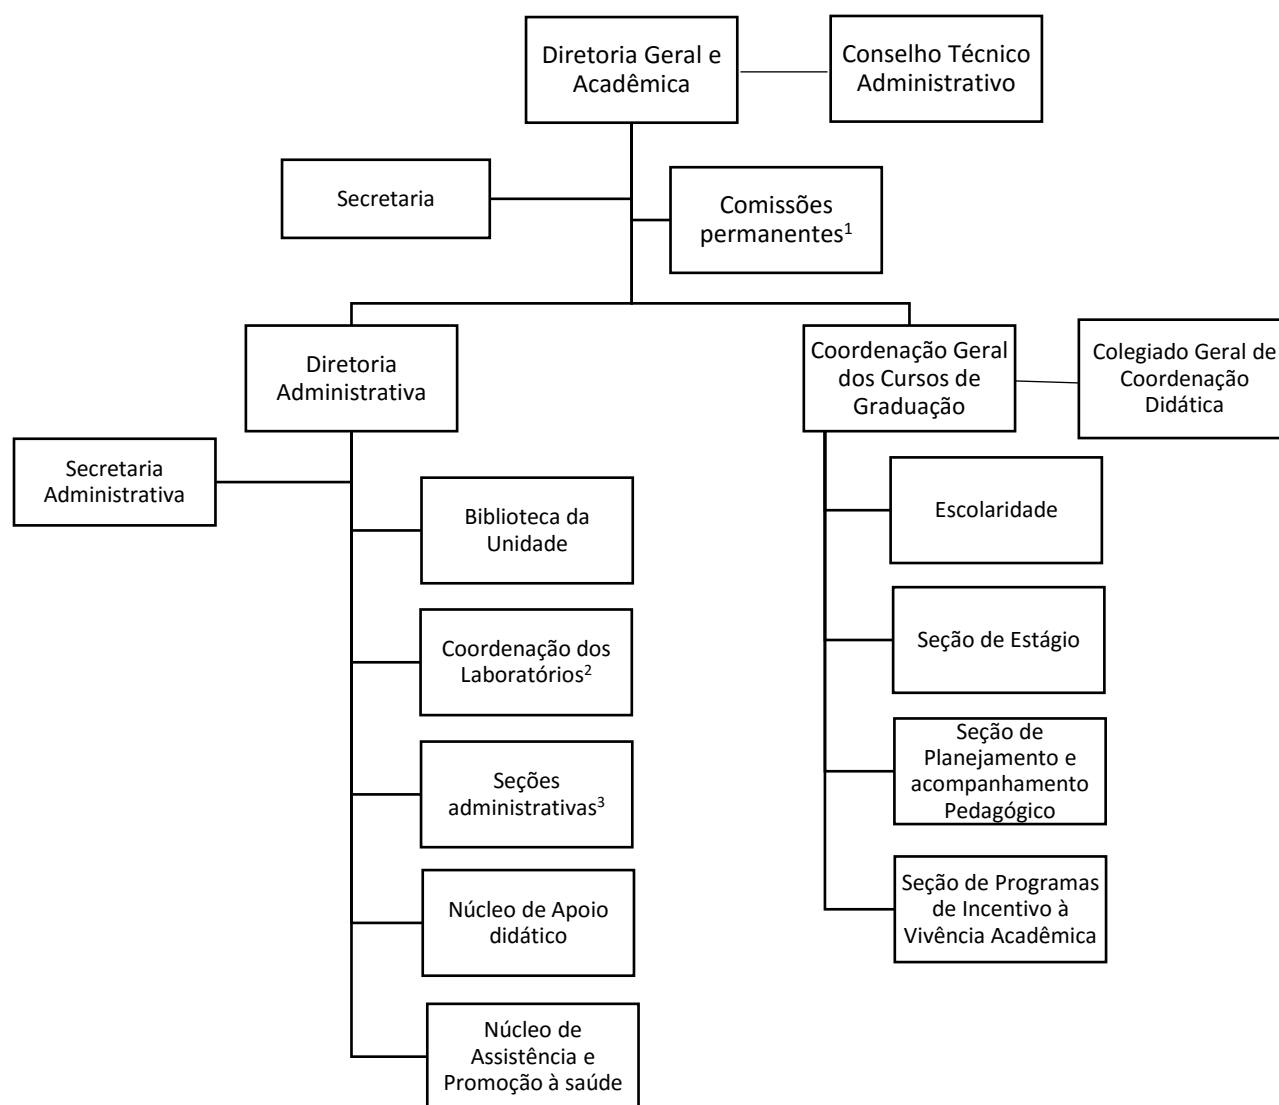 Diretoria Geral e
Acadêmica
Conselho Técnico
Administrativo
Secretaria
Comissões
permanentes¹
Diretoria
Administrativa
Coordenação Geral
dos Cursos de
Graduação
Colegiado Geral de
Coordenação
Didática
Secretaria
Administrativa
Biblioteca da
Unidade
Escolaridade
Coordenação dos
Laboratórios²
Seção de Estágio
Seções
administrativas³
Seção de
Planejamento e
acompanhamento
Pedagógico
Núcleo de Apoio
didático
Seção de Programas
de Incentivo à
Vivência Acadêmica
Núcleo de
Assistência e
Promoção à saúde